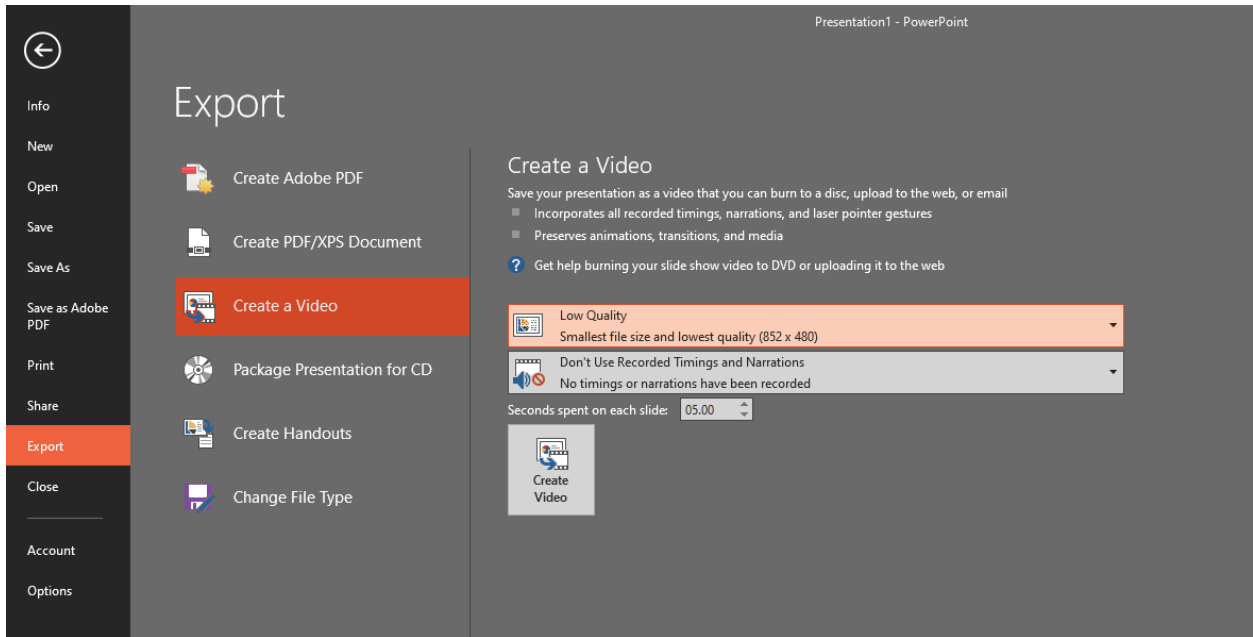 Presentation1 - PowerPoint
Info
New
Open
Save
Save As
Save as Adobe
PDF
Print
Share
Export
Close
Account
Options
Export
Create Adobe PDF
Create PDF/XPS Document
Create a Video
Package Presentation for CD
Create Handouts
Change File Type
Create a Video
Save your presentation as a video that you can burn to a disc, upload to the web, or email
Incorporates all recorded timings, narrations, and laser pointer gestures
Preserves animations, transitions, and media
? Get help burning your slide show video to DVD or uploading it to the web
Low Quality
Smallest file size and lowest quality (852 x 480)
Don't Use Recorded Timings and Narrations
No timings or narrations have been recorded
Seconds spent on each slide: 05.00
Create
Video